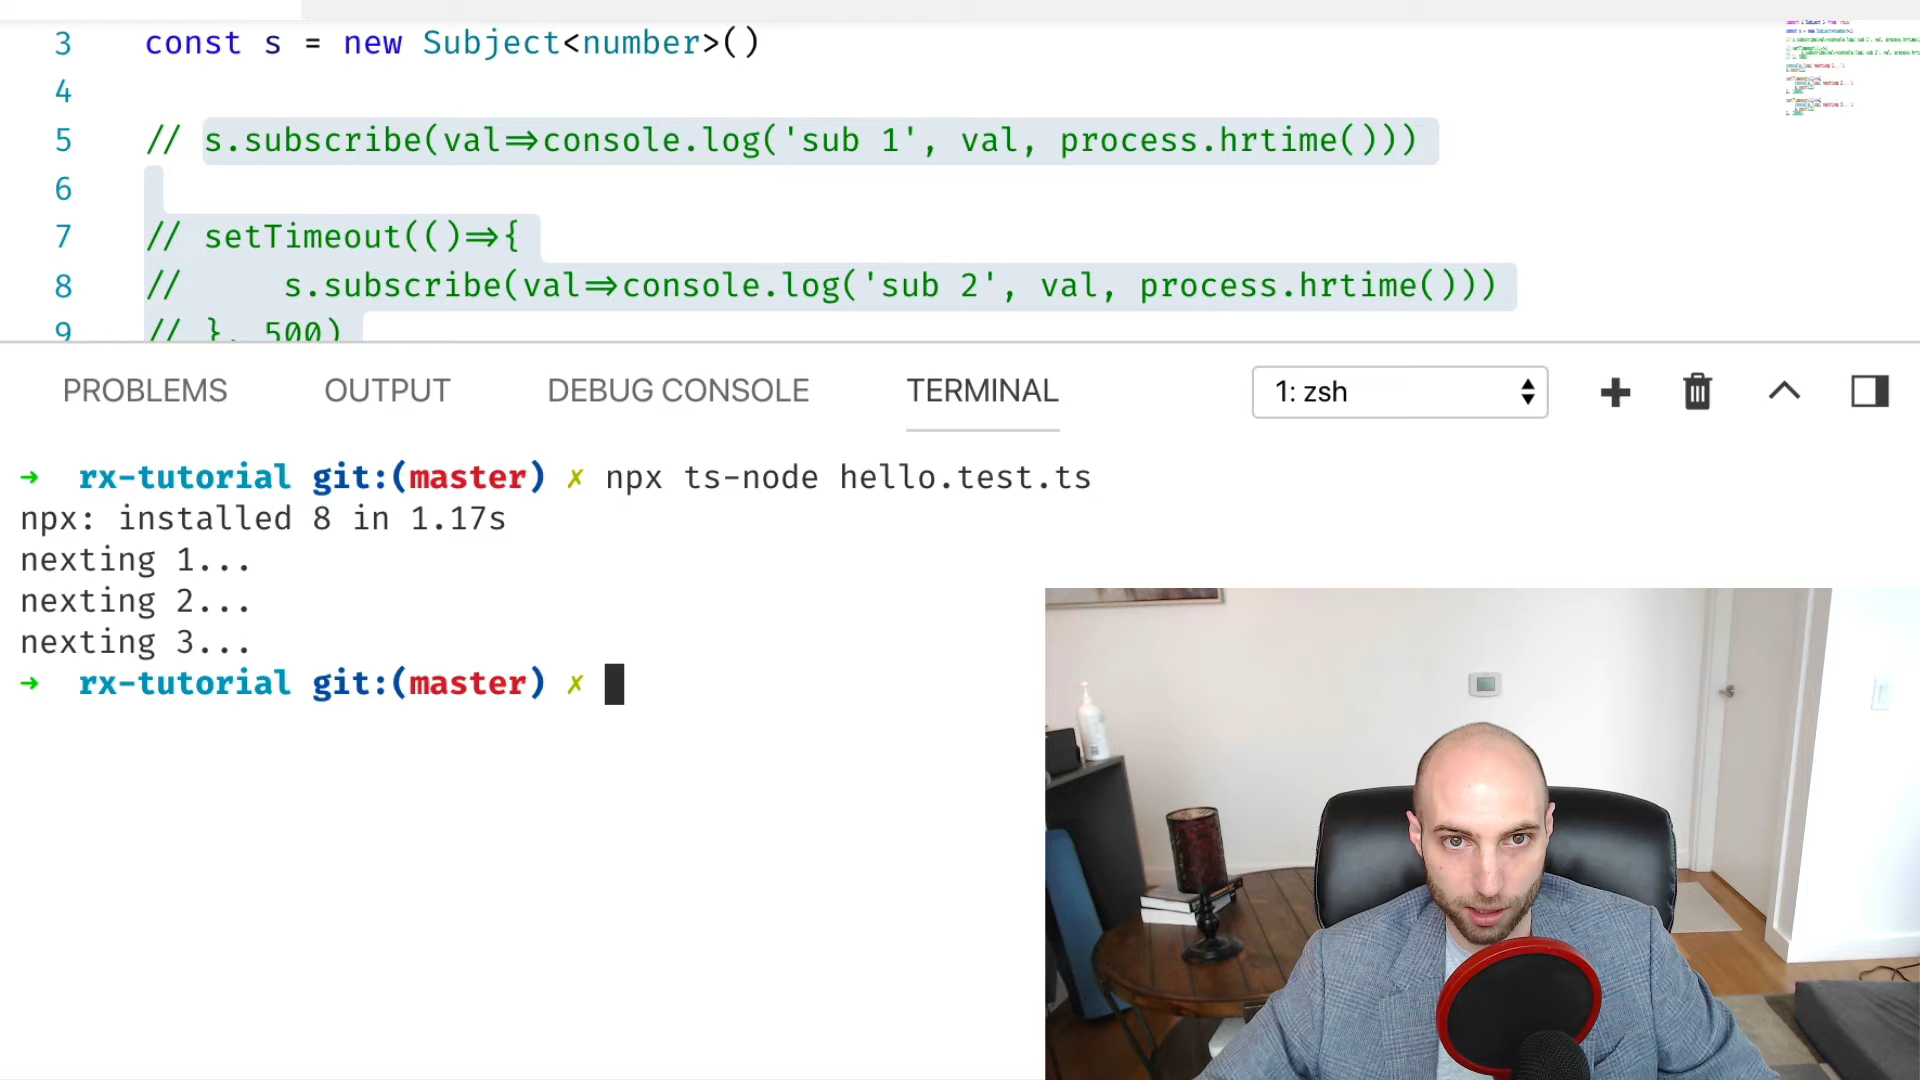 3 const s = new Subject<number>()
4
5 // s.subscribe(val=>console.log('sub 1', val, process.hrtime()))
6
7 // setTimeout(()=>{
8 //     s.subscribe(val=>console.log('sub 2', val, process.hrtime()))
9 // }, 500)
PROBLEMS OUTPUT DEBUG CONSOLE TERMINAL 1: zsh
→ rx-tutorial git:(master) ✗ npx ts-node hello.test.ts
npx: installed 8 in 1.17s
nexting 1...
nexting 2...
nexting 3...
→ rx-tutorial git:(master) ✗